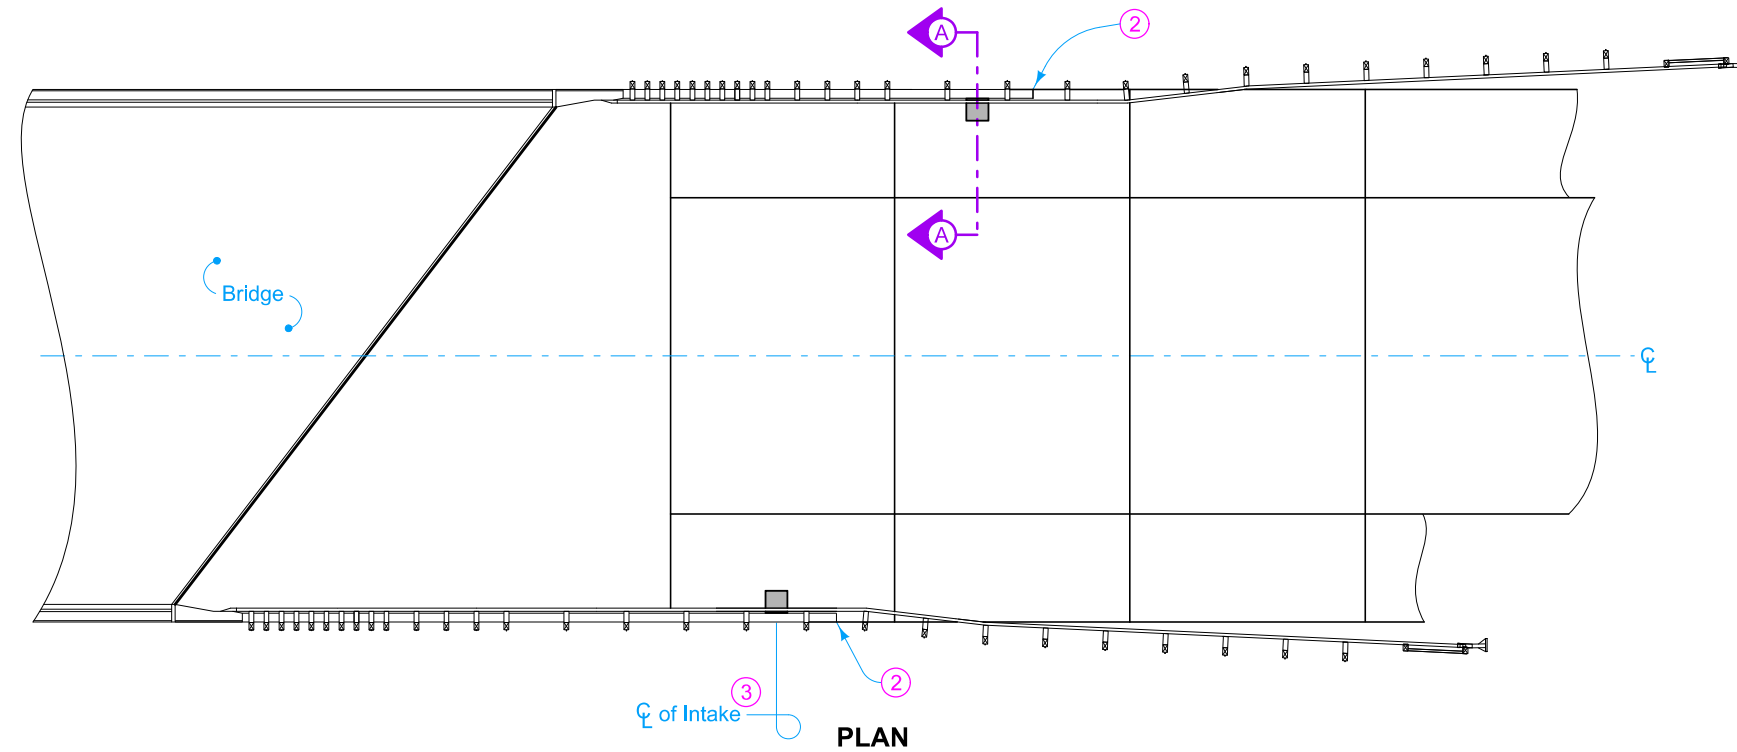 A
2
A
Bridge
℄
3
2
℄ of Intake
PLAN